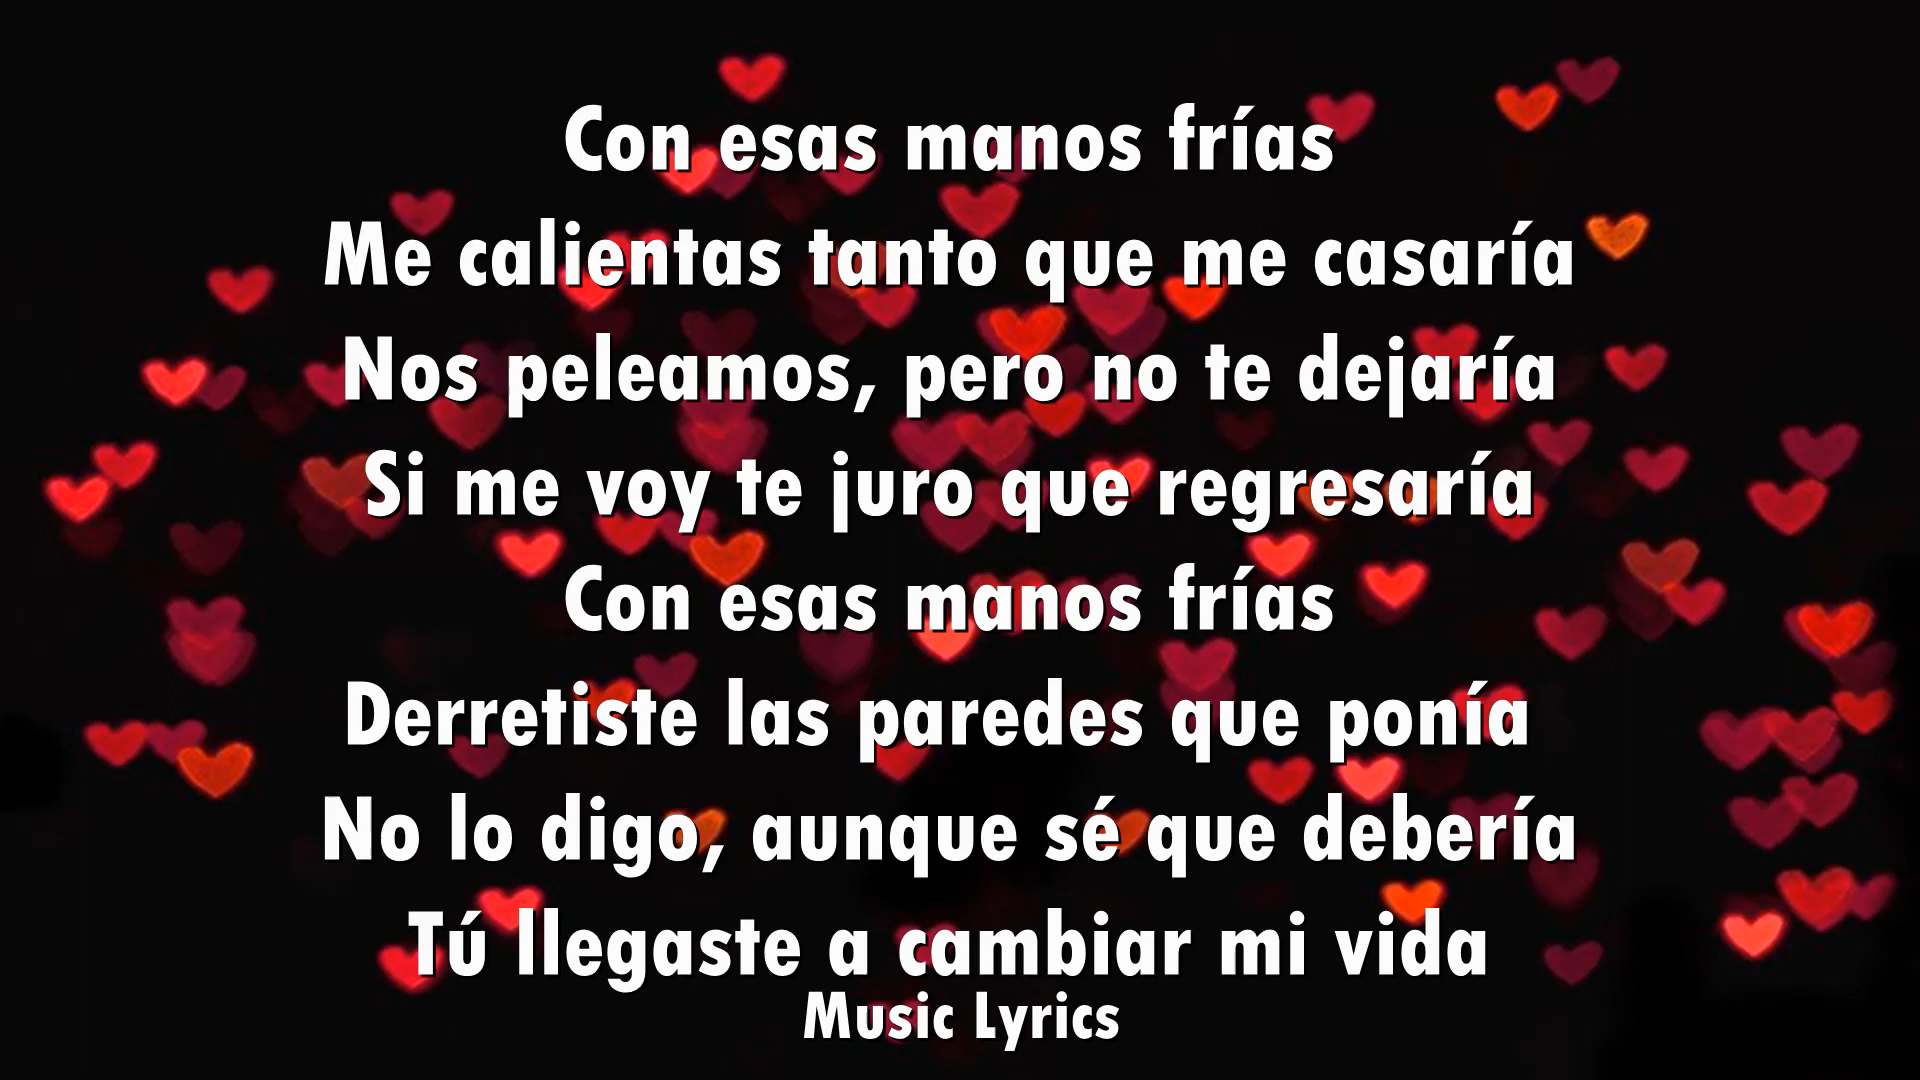 Con esas manos frías
Me calientas tanto que me casaría
Nos peleamos, pero no te dejaría
Si me voy te juro que regresaría
Con esas manos frías
Derretiste las paredes que ponía
No lo digo, aunque sé que debería
Tú llegaste a cambiar mi vida
Music Lyrics